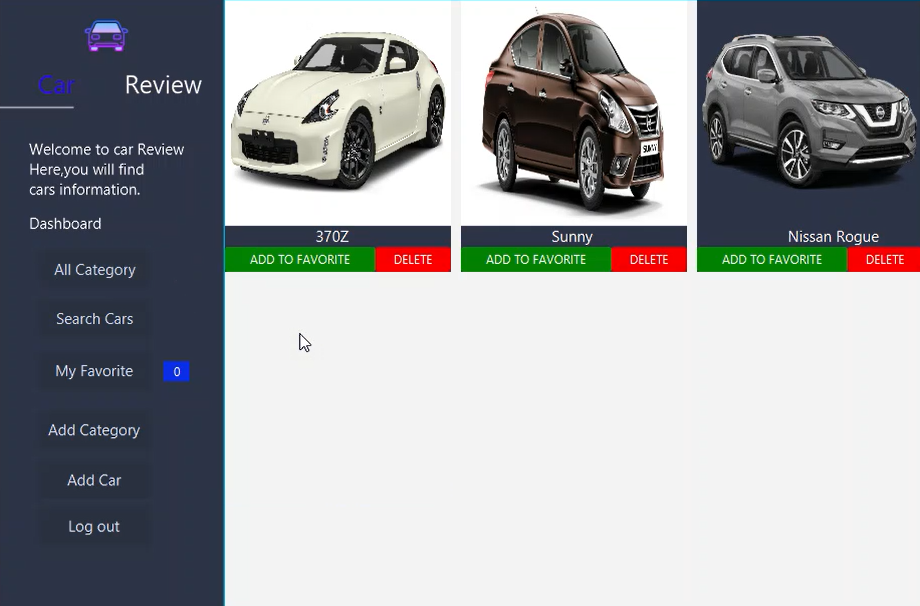 Car Review
Welcome to car Review
Here,you will find
cars information.
Dashboard
All Category
Search Cars
My Favorite 0
Add Category
Add Car
Log out
SUNNY
370Z
ADD TO FAVORITE DELETE
Sunny
ADD TO FAVORITE DELETE
Nissan Rogue
ADD TO FAVORITE DELETE